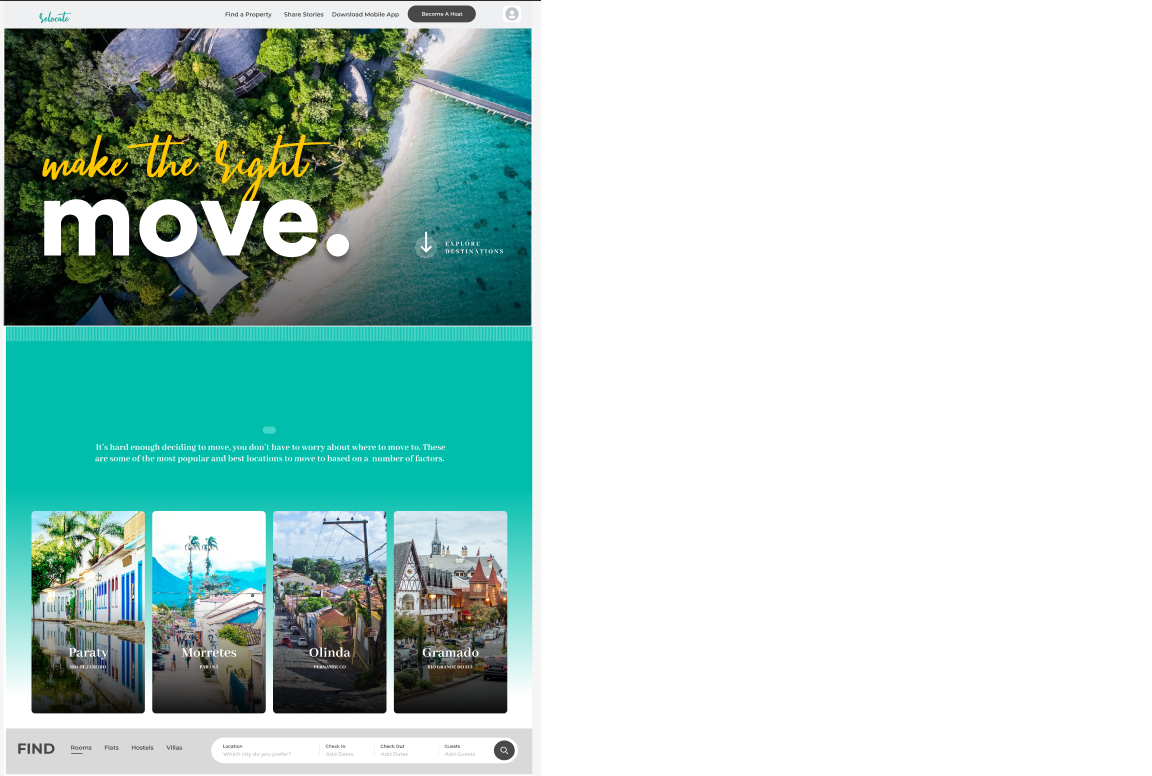 relocate
Find a Property Share Stories Download Mobile App Become A Host
make the right
move.
EXPLORE
DESTINATIONS
It's hard enough deciding to move, you don't have to worry about where to move to. These
are some of the most popular and best locations to move to based on a number of factors.
Paraty
RIO DE JANEIRO
Morretes
PARANÁ
Olinda
PERNAMBUCO
Gramado
RIO GRANDE DO SUL
FIND Rooms Flats Hostels Villas
Location Check In Check Out Guests
Which city do you prefer? Add Dates Add Dates Add Guests